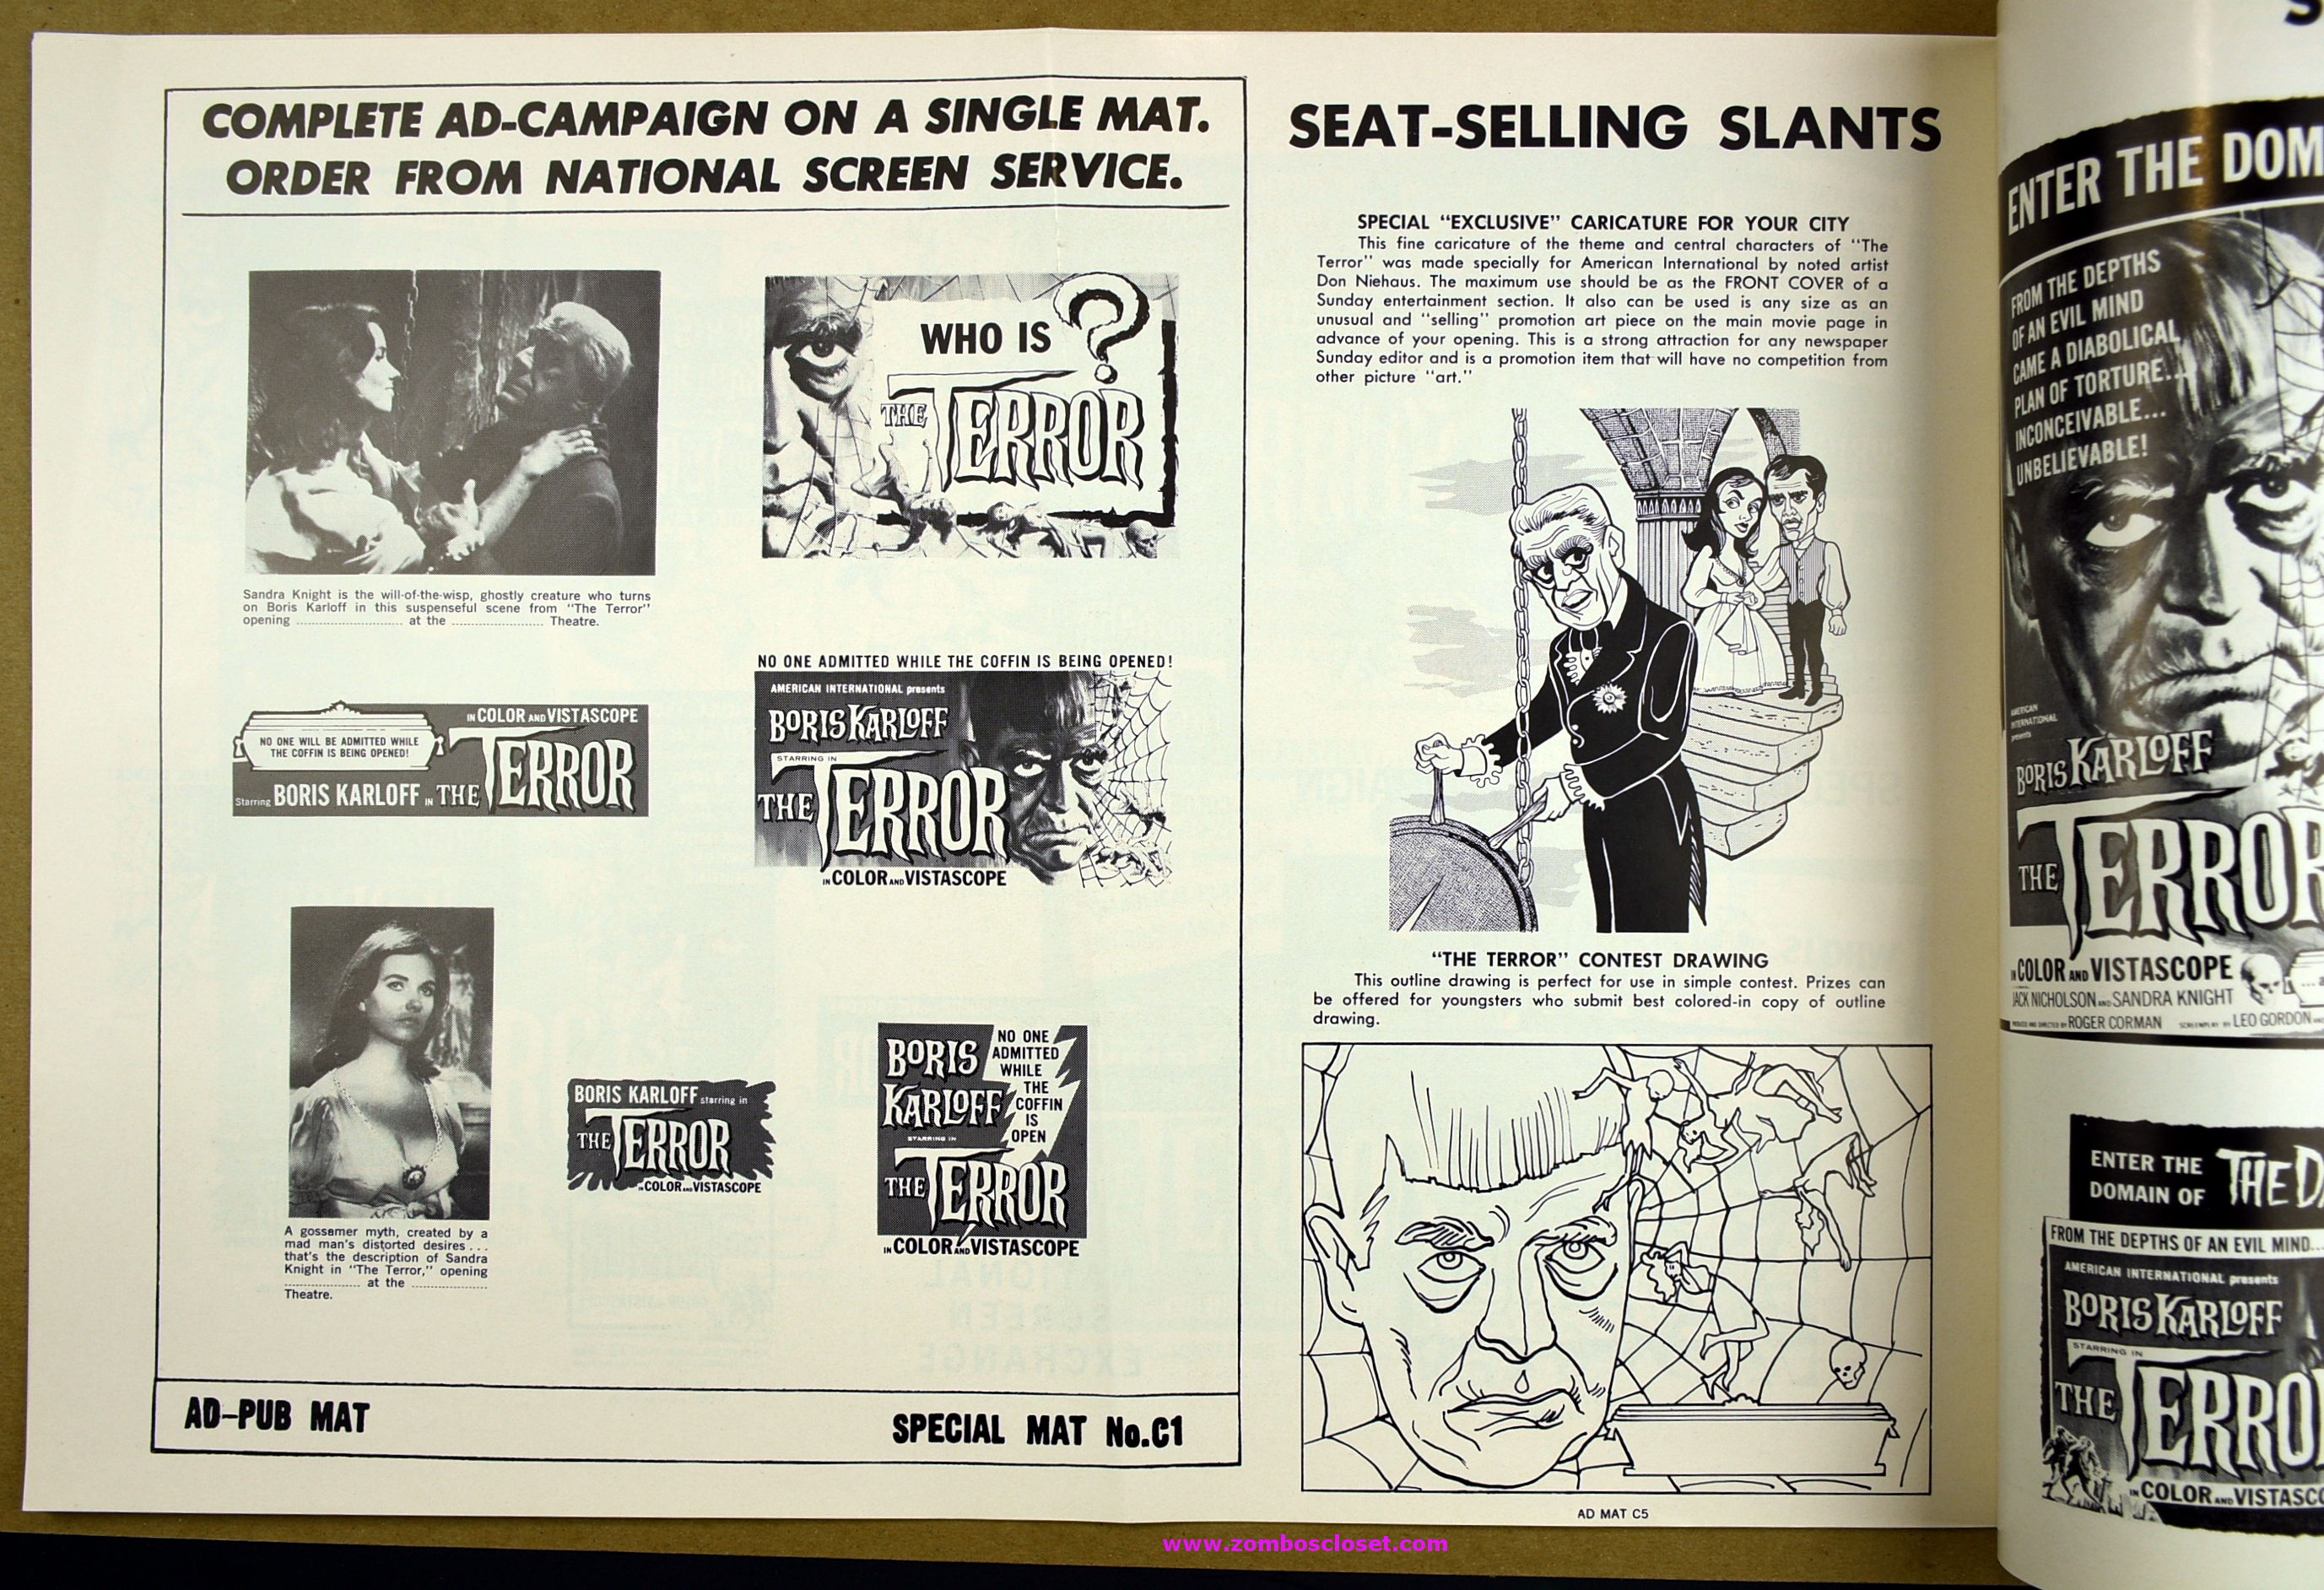 COMPLETE AD-CAMPAIGN ON A SINGLE MAT.
ORDER FROM NATIONAL SCREEN SERVICE.
Sandra Knight is the will-of-the-wisp, ghostly creature who turns
on Boris Karloff in this suspenseful scene from "The Terror"
opening ............................ at the ........................ Theatre.
WHO IS ?
THE TERROR
NO ONE WILL BE ADMITTED WHILE
THE COFFIN IS BEING OPENED!
IN COLOR AND VISTASCOPE
Starring BORIS KARLOFF IN THE TERROR
NO ONE ADMITTED WHILE THE COFFIN IS BEING OPENED!
AMERICAN INTERNATIONAL presents
BORIS KARLOFF
STARRING IN
THE TERROR
IN COLOR AND VISTASCOPE
A gossamer myth, created by a
mad man's distorted desires . . .
that's the description of Sandra
Knight in "The Terror," opening
.................... at the ....................
Theatre.
BORIS KARLOFF starring in
THE TERROR
IN COLOR AND VISTASCOPE
BORIS
KARLOFF
STARRING IN
NO ONE
ADMITTED
WHILE
THE
COFFIN
IS
OPEN
THE TERROR
IN COLOR AND VISTASCOPE
AD-PUB MAT
SPECIAL MAT No.C1
SEAT-SELLING SLANTS
SPECIAL "EXCLUSIVE" CARICATURE FOR YOUR CITY
This fine caricature of the theme and central characters of "The
Terror" was made specially for American International by noted artist
Don Niehaus. The maximum use should be as the FRONT COVER of a
Sunday entertainment section. It also can be used is any size as an
unusual and "selling" promotion art piece on the main movie page in
advance of your opening. This is a strong attraction for any newspaper
Sunday editor and is a promotion item that will have no competition from
other picture "art."
"THE TERROR" CONTEST DRAWING
This outline drawing is perfect for use in simple contest. Prizes can
be offered for youngsters who submit best colored-in copy of outline
drawing.
AD MAT C5
ENTER THE DOM
FROM THE DEPTHS
OF AN EVIL MIND
CAME A DIABOLICAL
PLAN OF TORTURE...
INCONCEIVABLE...
UNBELIEVABLE!
AMERICAN
INTERNATIONAL
presents
BORIS KARLOFF
THE TERROR
IN COLOR AND VISTASCOPE
JACK NICHOLSON AND SANDRA KNIGHT
PRODUCED AND DIRECTED BY ROGER CORMAN SCREENPLAY BY LEO GORDON
ENTER THE
DOMAIN OF
THE D
FROM THE DEPTHS OF AN EVIL MIND...
AMERICAN INTERNATIONAL presents
BORIS KARLOFF
STARRING IN
THE TERRO
IN COLOR AND VISTASC
www.zomboscloset.com